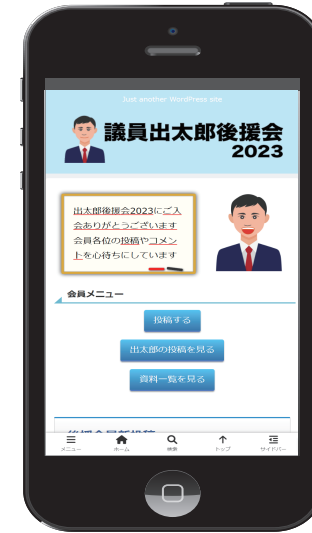 Just another WordPress site
議員出太郎後援会
2023
出太郎後援会2023にご入
会ありがとうございます
会員各位の投稿やコメン
トを心待ちにしています
会員メニュー
投稿する
出太郎の投稿を見る
資料一覧を見る
メニュー
ホーム
検索
トップ
サイドバー